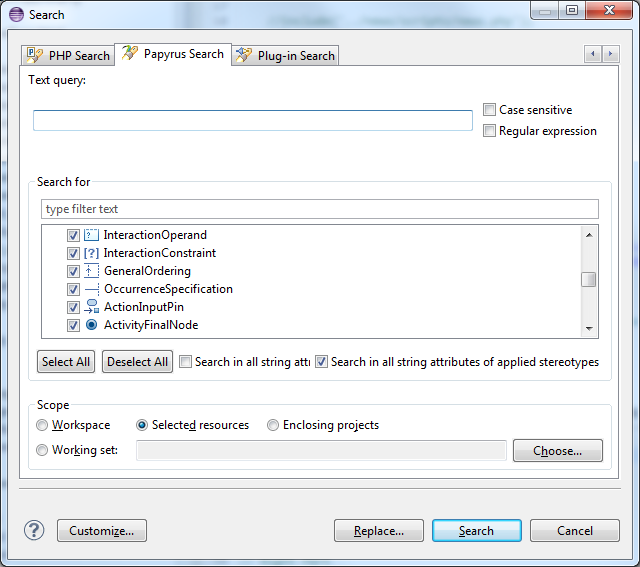 Search
PHP Search
Papyrus Search
Plug-in Search
Text query:
Case sensitive
Regular expression
Search for
type filter text
InteractionOperand
[?] InteractionConstraint
GeneralOrdering
OccurrenceSpecification
ActionInputPin
ActivityFinalNode
Select All
Deselect All
Search in all string attri
Search in all string attributes of applied stereotypes
Scope
Workspace
Selected resources
Enclosing projects
Working set:
Choose...
?
Customize...
Replace...
Search
Cancel